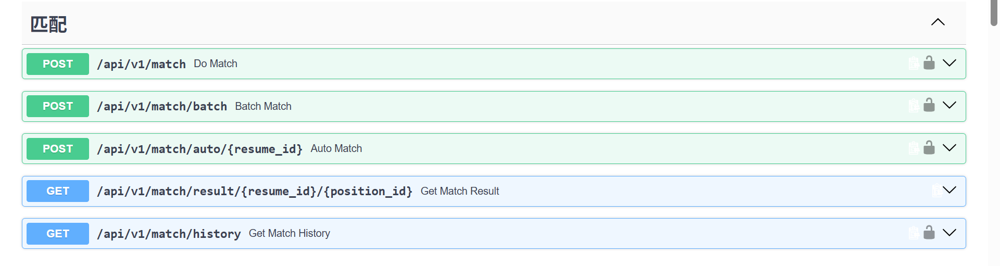 匹配
POST /api/v1/match Do Match
POST /api/v1/match/batch Batch Match
POST /api/v1/match/auto/{resume_id} Auto Match
GET /api/v1/match/result/{resume_id}/{position_id} Get Match Result
GET /api/v1/match/history Get Match History